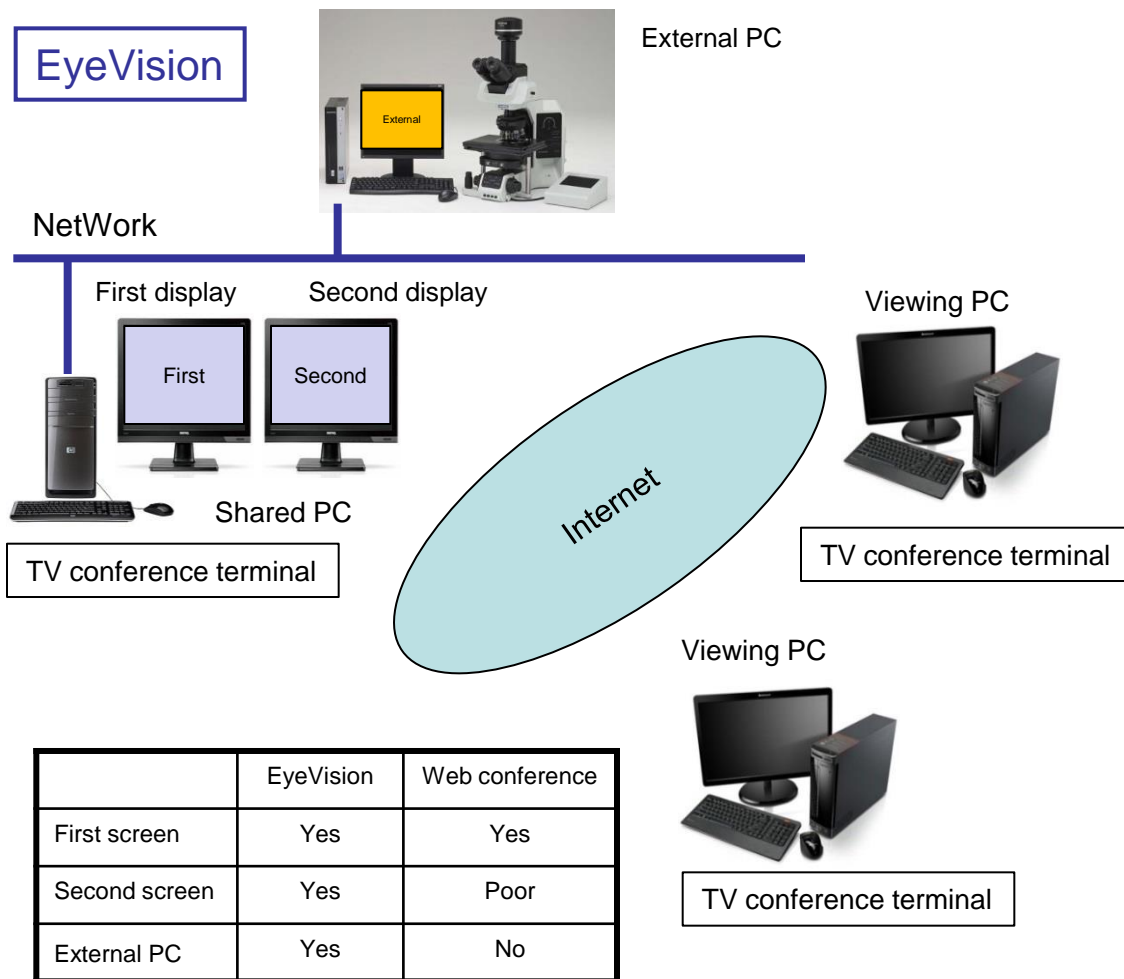 EyeVision
External PC
External
NetWork
First display
Second display
Viewing PC
First
Second
Internet
Shared PC
TV conference terminal
TV conference terminal
Viewing PC
TV conference terminal
EyeVision Web conference
First screen Yes Yes
Second screen Yes Poor
External PC Yes No